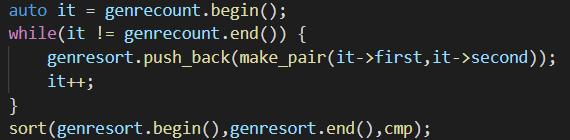 auto it = genrecount.begin();
while(it != genrecount.end()) {
    genresort.push_back(make_pair(it->first,it->second));
    it++;
}
sort(genresort.begin(),genresort.end(),cmp);